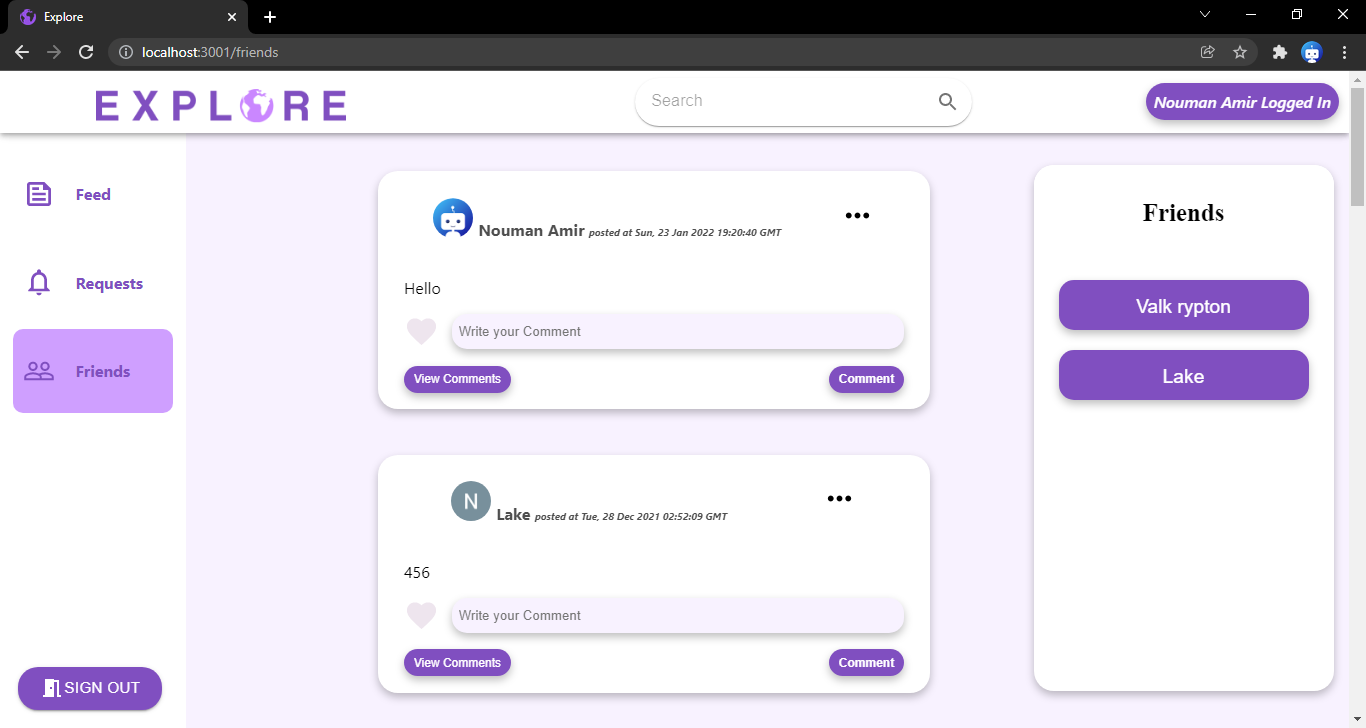 Explore
localhost:3001/friends
EXPLORE
Search
Nouman Amir Logged In
Feed
Requests
Friends
SIGN OUT
Nouman Amir posted at Sun, 23 Jan 2022 19:20:40 GMT
Hello
Write your Comment
View Comments
Comment
N
Lake posted at Tue, 28 Dec 2021 02:52:09 GMT
456
Write your Comment
View Comments
Comment
Friends
Valk rypton
Lake